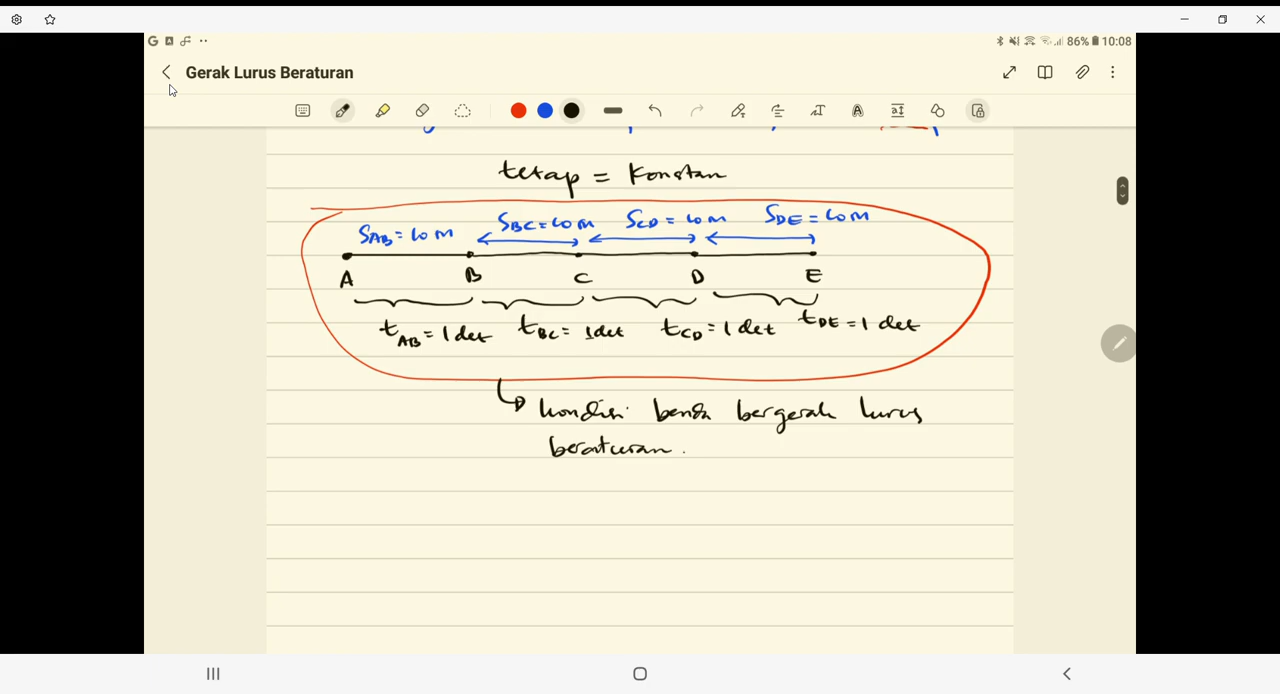 86% 10:08
Gerak Lurus Beraturan
tetap = Konstan
SAB = 10 m SBC = 10 m SCD = 10 m SDE = 10 m
A B C D E
tAB = 1 det tBC = 1 det tCD = 1 det tDE = 1 det
kondisi benda bergerak lurus
beraturan.